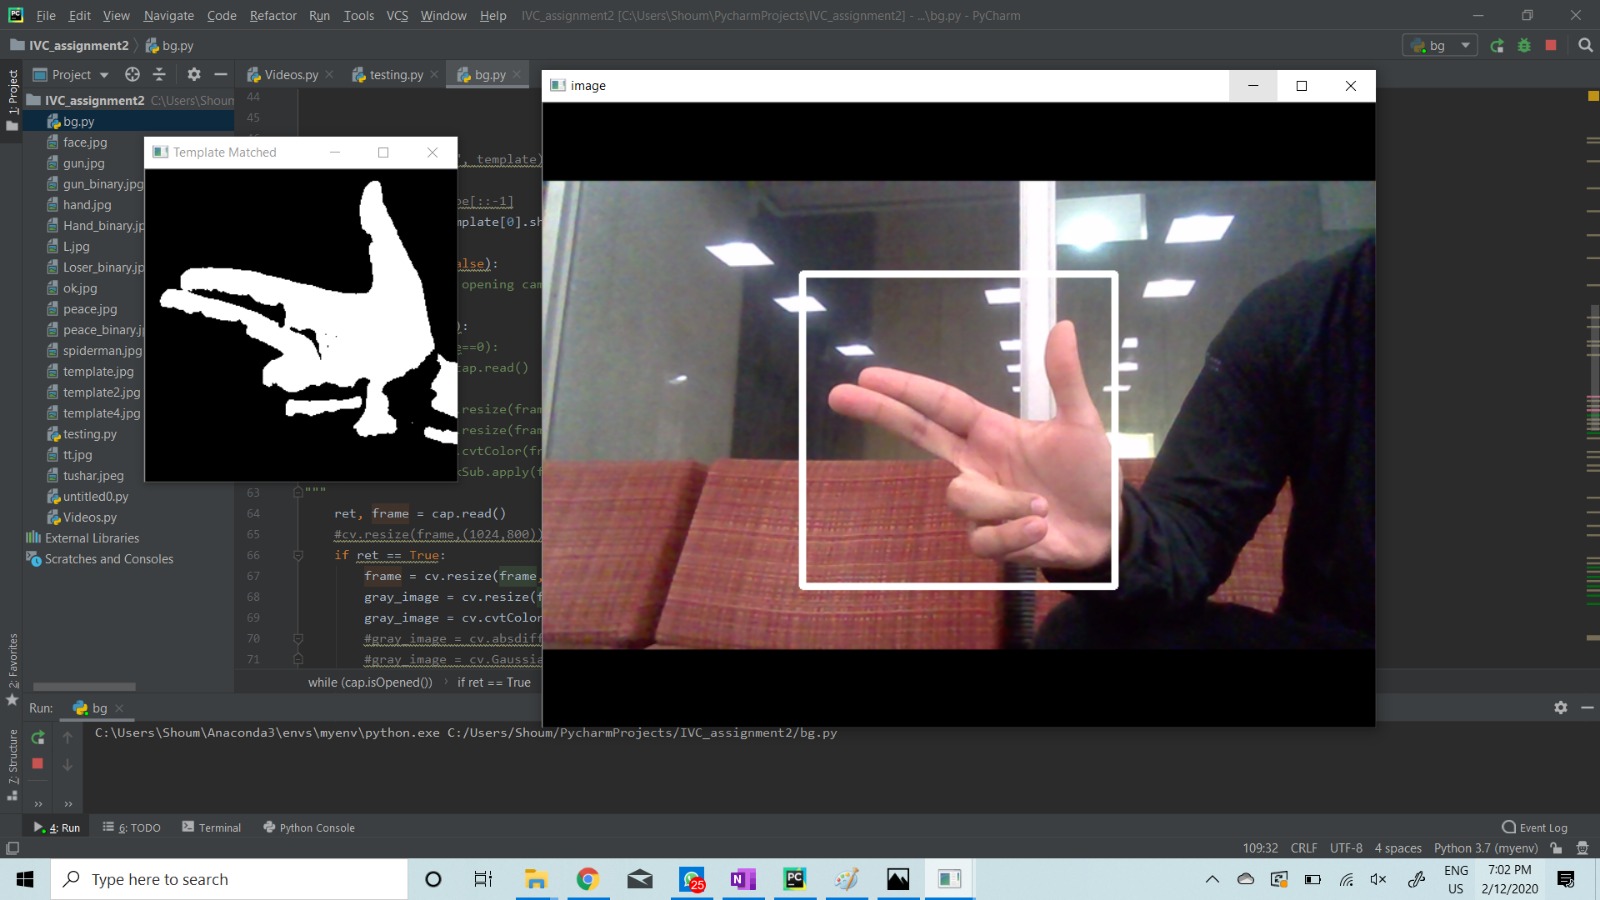 File Edit View Navigate Code Refactor Run Tools VCS Window Help IVC_assignment2 [C:\Users\Shoum\PycharmProjects\IVC_assignment2] - ...\bg.py - PyCharm
IVC_assignment2 bg.py
bg
1: Project
Project
Videos.py testing.py bg.py
IVC_assignment2 C:\Users\Shoum
bg.py
face.jpg
gun.jpg
gun_binary.jpg
hand.jpg
Hand_binary.jp
L.jpg
Loser_binary.jp
ok.jpg
peace.jpg
peace_binary.j
spiderman.jpg
template.jpg
template2.jpg
template4.jpg
testing.py
tt.jpg
tushar.jpeg
untitled0.py
Videos.py
External Libraries
Scratches and Consoles
Template Matched
image
44
45
, template)
pe[::-1]
mplate[0].sh
alse):
opening cam
):
==0):
cap.read()
.resize(fram
.resize(fram
.cvtColor(fr
kSub.apply(f
63 """
64 ret, frame = cap.read()
65 #cv.resize(frame,(1024,800))
66 if ret == True:
67 frame = cv.resize(frame,
68 gray_image = cv.resize(f
69 gray_image = cv.cvtColor
70 #gray_image = cv.absdiff
71 #gray_image = cv.Gaussia
while (cap.isOpened()) if ret == True
2: Favorites
7: Structure
Run: bg
C:\Users\Shoum\Anaconda3\envs\myenv\python.exe C:/Users/Shoum/PycharmProjects/IVC_assignment2/bg.py
4: Run 6: TODO Terminal Python Console Event Log
109:32 CRLF UTF-8 4 spaces Python 3.7 (myenv)
Type here to search
25
ENG
US
7:02 PM
2/12/2020